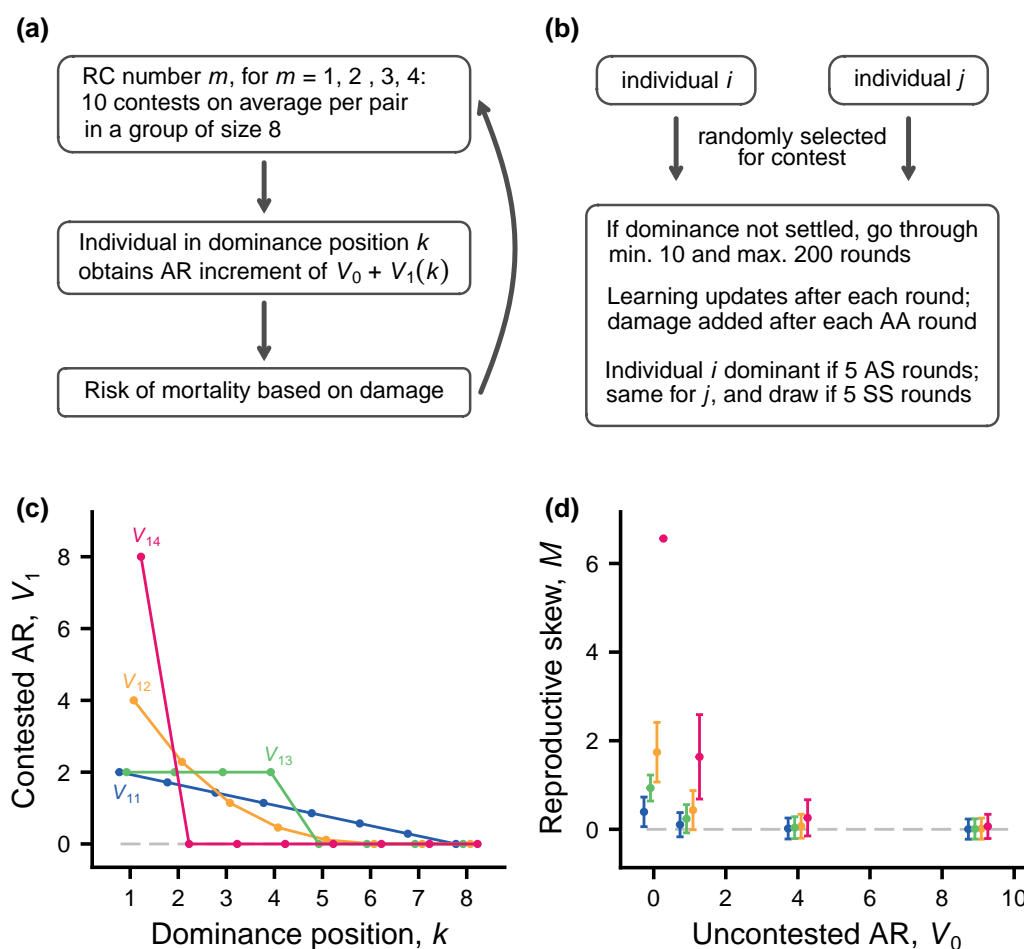 (a)
RC number m, for m = 1, 2 , 3, 4:
10 contests on average per pair
in a group of size 8
Individual in dominance position k
obtains AR increment of V0 + V1(k)
Risk of mortality based on damage
(b)
individual i
individual j
randomly selected
for contest
If dominance not settled, go through
min. 10 and max. 200 rounds
Learning updates after each round;
damage added after each AA round
Individual i dominant if 5 AS rounds;
same for j, and draw if 5 SS rounds
(c)
Contested AR, V1
8
6
4
2
0
V14
V12
V13
V11
1 2 3 4 5 6 7 8
Dominance position, k
(d)
Reproductive skew, M
6
4
2
0
0 2 4 6 8 10
Uncontested AR, V0